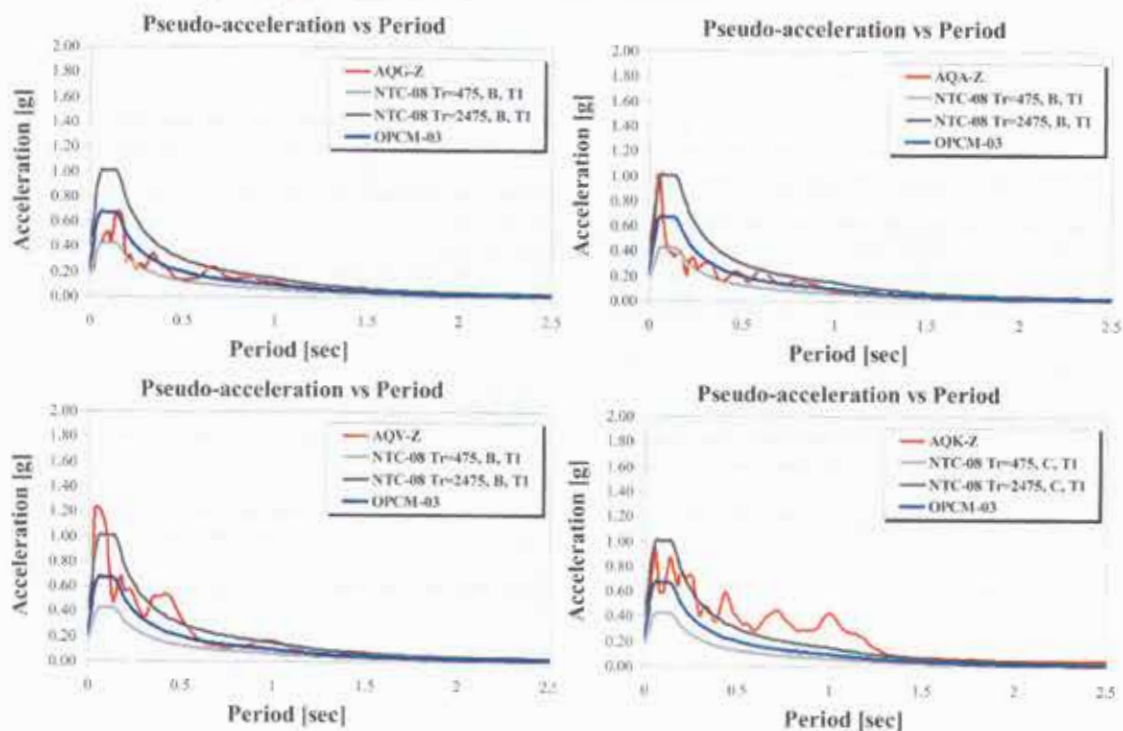 Pseudo-acceleration vs Period
2.00
1.80
1.60
1.40
1.20
1.00
0.80
0.60
0.40
0.20
0.00
Acceleration [g]
AQG-Z
NTC-08 Tr=475, B, T1
NTC-08 Tr=2475, B, T1
OPCM-03
0 0.5 1 1.5 2 2.5
Period [sec]
Pseudo-acceleration vs Period
2.00
1.80
1.60
1.40
1.20
1.00
0.80
0.60
0.40
0.20
0.00
Acceleration [g]
AQA-Z
NTC-08 Tr=475, B, T1
NTC-08 Tr=2475, B, T1
OPCM-03
0 0.5 1 1.5 2 2.5
Period [sec]
Pseudo-acceleration vs Period
2.00
1.80
1.60
1.40
1.20
1.00
0.80
0.60
0.40
0.20
0.00
Acceleration [g]
AQV-Z
NTC-08 Tr=475, B, T1
NTC-08 Tr=2475, B, T1
OPCM-03
0 0.5 1 1.5 2 2.5
Period [sec]
Pseudo-acceleration vs Period
2.00
1.80
1.60
1.40
1.20
1.00
0.80
0.60
0.40
0.20
0.00
Acceleration [g]
AQK-Z
NTC-08 Tr=475, C, T1
NTC-08 Tr=2475, C, T1
OPCM-03
0 0.5 1 1.5 2 2.5
Period [sec]